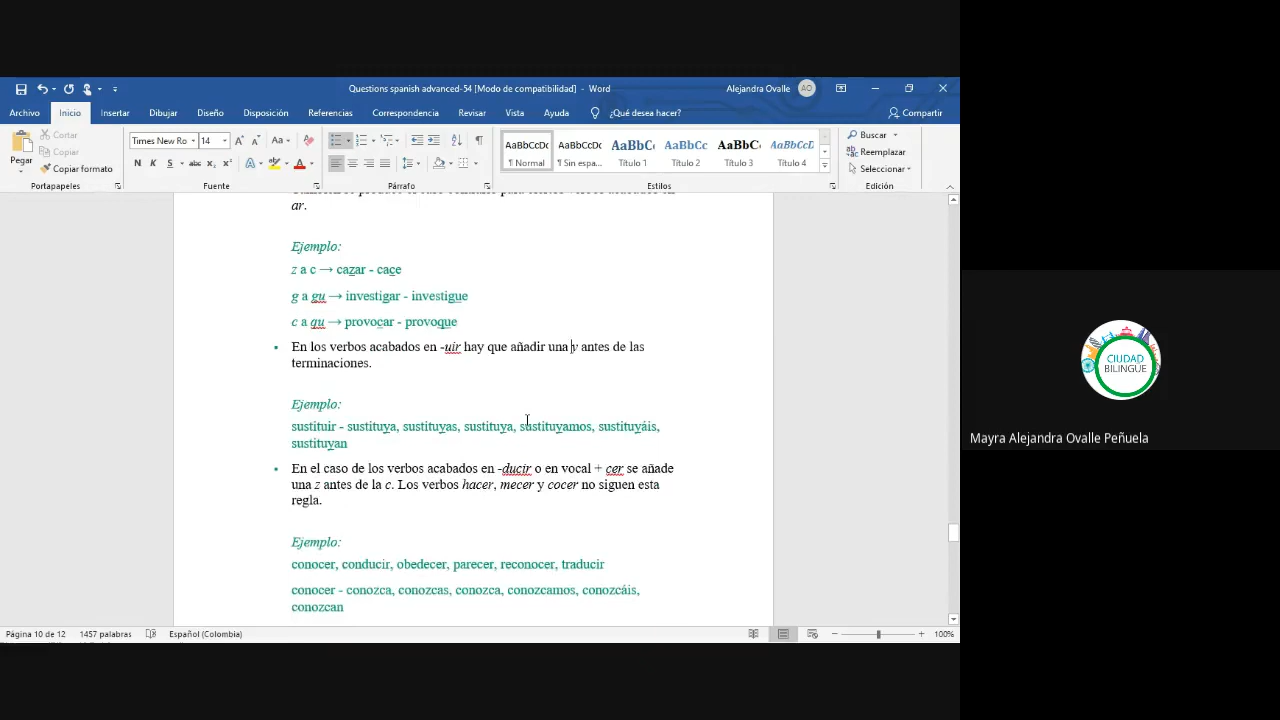 Questions spanish advanced-54 [Modo de compatibilidad] - Word
Alejandra Ovalle
AO
Archivo Inicio Insertar Dibujar Diseño Disposición Referencias Correspondencia Revisar Vista Ayuda ¿Qué desea hacer? Compartir
Pegar
Cortar
Copiar
Copiar formato
Portapapeles
Times New Ro 14
N K S abc x₂ x²
Fuente
Párrafo
AaBbCcDc AaBbCcDc AaBbCc AaBbCc AaBbC AaBbCcD
¶ Normal ¶ Sin espa... Título 1 Título 2 Título 3 Título 4
Estilos
Buscar
Reemplazar
Seleccionar
Edición
ar.
Ejemplo:
z a c → cazar - cace
g a gu → investigar - investigue
c a qu → provocar - provoque
• En los verbos acabados en -uir hay que añadir una y antes de las
terminaciones.
Ejemplo:
sustituir - sustituya, sustituyas, sustituya, sustituyamos, sustituyáis,
sustituyan
• En el caso de los verbos acabados en -ducir o en vocal + cer se añade
una z antes de la c. Los verbos hacer, mecer y cocer no siguen esta
regla.
Ejemplo:
conocer, conducir, obedecer, parecer, reconocer, traducir
conocer - conozca, conozcas, conozca, conozcamos, conozcáis,
conozcan
Página 10 de 12 1457 palabras Español (Colombia) 100%
CIUDAD
BILINGÜE
Mayra Alejandra Ovalle Peñuela